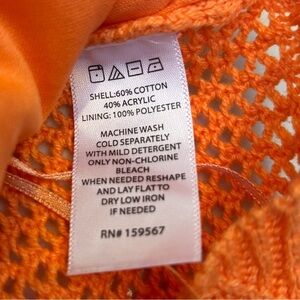 SHELL:60% COTTON
40% ACRYLIC
LINING: 100% POLYESTER
MACHINE WASH
COLD SEPARATELY
WITH MILD DETERGENT
ONLY NON-CHLORINE
BLEACH
WHEN NEEDED RESHAPE
AND LAY FLAT TO
DRY LOW IRON
IF NEEDED
RN# 159567